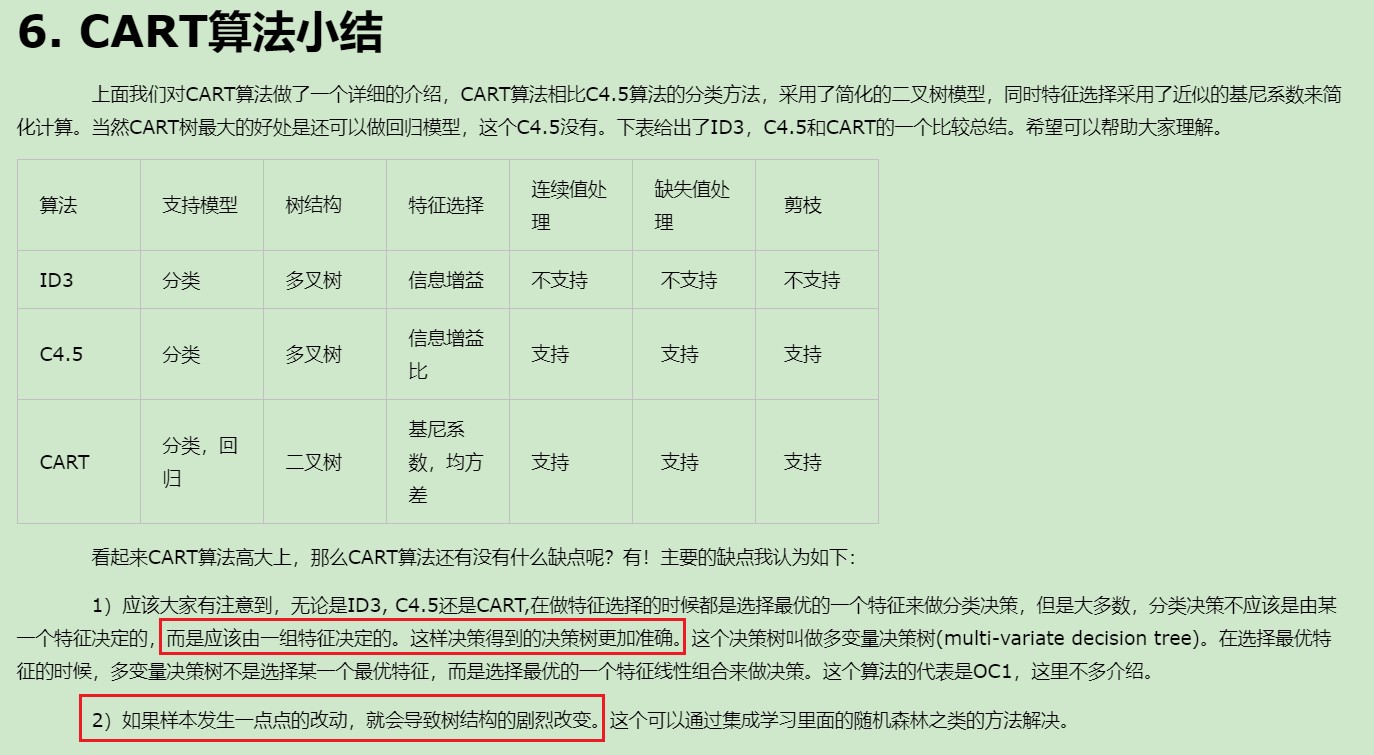 6. CART算法小结
上面我们对CART算法做了一个详细的介绍，CART算法相比C4.5算法的分类方法，采用了简化的二叉树模型，同时特征选择采用了近似的基尼系数来简
化计算。当然CART树最大的好处是还可以做回归模型，这个C4.5没有。下表给出了ID3，C4.5和CART的一个比较总结。希望可以帮助大家理解。
算法 支持模型 树结构 特征选择 连续值处理 缺失值处理 剪枝
ID3 分类 多叉树 信息增益 不支持 不支持 不支持
C4.5 分类 多叉树 信息增益比 支持 支持 支持
CART 分类，回归 二叉树 基尼系数，均方差 支持 支持 支持
看起来CART算法高大上，那么CART算法还有没有什么缺点呢？有！主要的缺点我认为如下：
1）应该大家有注意到，无论是ID3, C4.5还是CART,在做特征选择的时候都是选择最优的一个特征来做分类决策，但是大多数，分类决策不应该是由某
一个特征决定的，而是应该由一组特征决定的。这样决策得到的决策树更加准确。这个决策树叫做多变量决策树(multi-variate decision tree)。在选择最优特
征的时候，多变量决策树不是选择某一个最优特征，而是选择最优的一个特征线性组合来做决策。这个算法的代表是OC1，这里不多介绍。
2）如果样本发生一点点的改动，就会导致树结构的剧烈改变。这个可以通过集成学习里面的随机森林之类的方法解决。